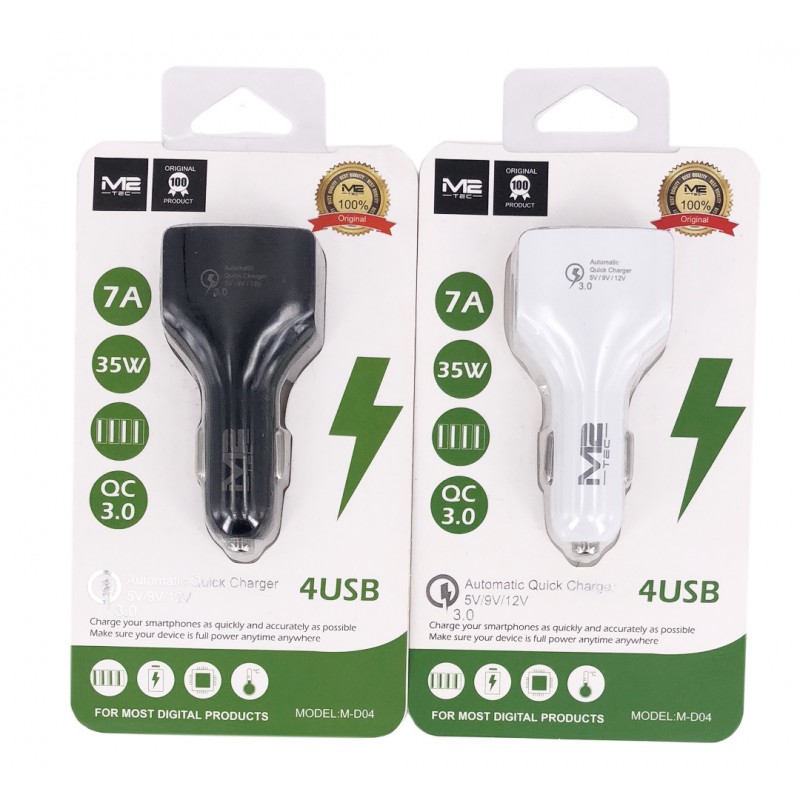 M2
TEC
ORIGINAL
100
PRODUCT
BEST QUALITY
M2
TEC
100%
Original
Automatic
Quick Charger
5V/9V/12V
3.0
7A
35W
QC
3.0
M2
TEC
Automatic Quick Charger
5V/9V/12V
3.0
4USB
Charge your smartphones as quickly and accurately as possible
Make sure your device is full power anytime anywhere
°C
FOR MOST DIGITAL PRODUCTS
MODEL:M-D04
M2
TEC
ORIGINAL
100
PRODUCT
BEST QUALITY
M2
TEC
100%
Original
Automatic
Quick Charger
5V/9V/12V
3.0
7A
35W
QC
3.0
M2
TEC
Automatic Quick Charger
5V/9V/12V
3.0
4USB
Charge your smartphones as quickly and accurately as possible
Make sure your device is full power anytime anywhere
°C
FOR MOST DIGITAL PRODUCTS
MODEL:M-D04